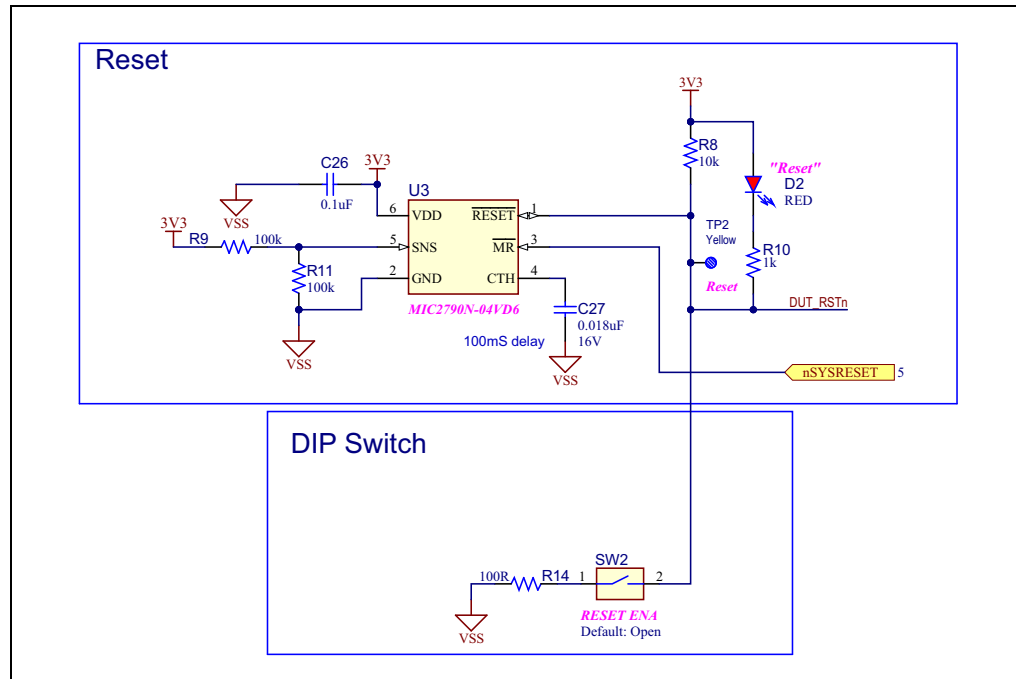 Reset
3V3
C26
3V3
R8
10k
"Reset"
D2
RED
0.1uF
VSS
U3
6
VDD
RESET
1
TP2
Yellow
3V3
R9
100k
5
SNS
MR
3
R10
1k
R11
100k
2
GND
CTH
4
Reset
MIC2790N-04VD6
C27
0.018uF
16V
DUT_RSTn
100mS delay
VSS
VSS
nSYSRESET
5
DIP Switch
SW2
100R
R14
1
2
VSS
RESET ENA
Default: Open